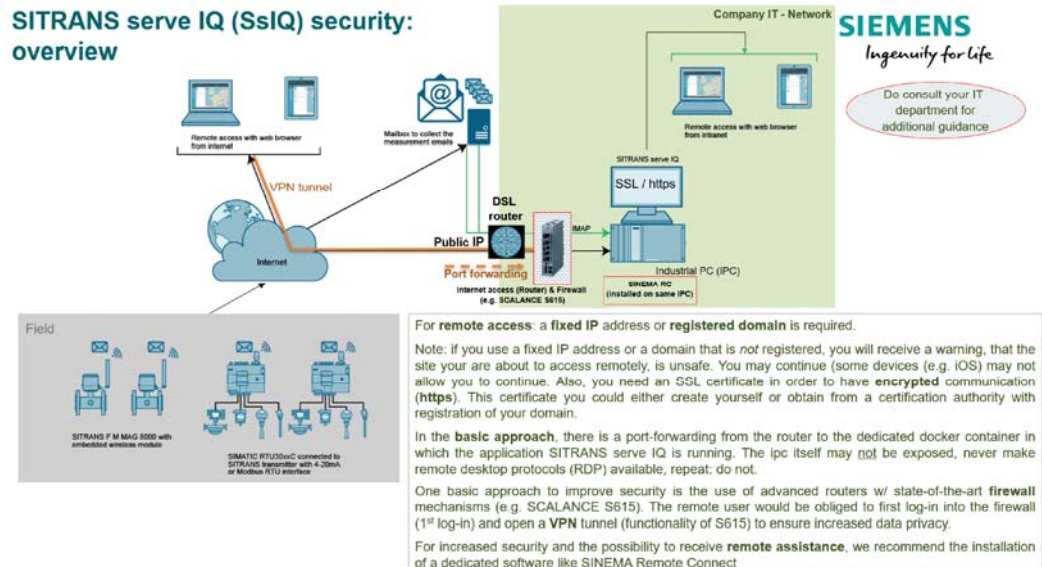 SITRANS serve IQ (SsIQ) security:
overview
Company IT - Network
SIEMENS
Ingenuity for life
Do consult your IT
department for
additional guidance
Remote access with web browser
from internet
Mailbox to collect the
measurement emails
Remote access with web browser
from intranet
SITRANS serve IQ
SSL / https
VPN tunnel
DSL
router
IMAP
Public IP
Internet
Port forwarding
Internet access (Router) & Firewall
(e.g. SCALANCE S615)
Industrial PC (IPC)
SINEMA RC
(installed on same IPC)
Field
SITRANS F M MAG 8000 with
embedded wireless module
SIMATIC RTU30xxC connected to
SITRANS transmitter with 4-20mA
or Modbus RTU interface
For remote access: a fixed IP address or registered domain is required.
Note: if you use a fixed IP address or a domain that is not registered, you will receive a warning, that the
site your are about to access remotely, is unsafe. You may continue (some devices (e.g. iOS) may not
allow you to continue. Also, you need an SSL certificate in order to have encrypted communication
(https). This certificate you could either create yourself or obtain from a certification authority with
registration of your domain.
In the basic approach, there is a port-forwarding from the router to the dedicated docker container in
which the application SITRANS serve IQ is running. The ipc itself may not be exposed, never make
remote desktop protocols (RDP) available, repeat: do not.
One basic approach to improve security is the use of advanced routers w/ state-of-the-art firewall
mechanisms (e.g. SCALANCE S615). The remote user would be obliged to first log-in into the firewall
(1st log-in) and open a VPN tunnel (functionality of S615) to ensure increased data privacy.
For increased security and the possibility to receive remote assistance, we recommend the installation
of a dedicated software like SINEMA Remote Connect